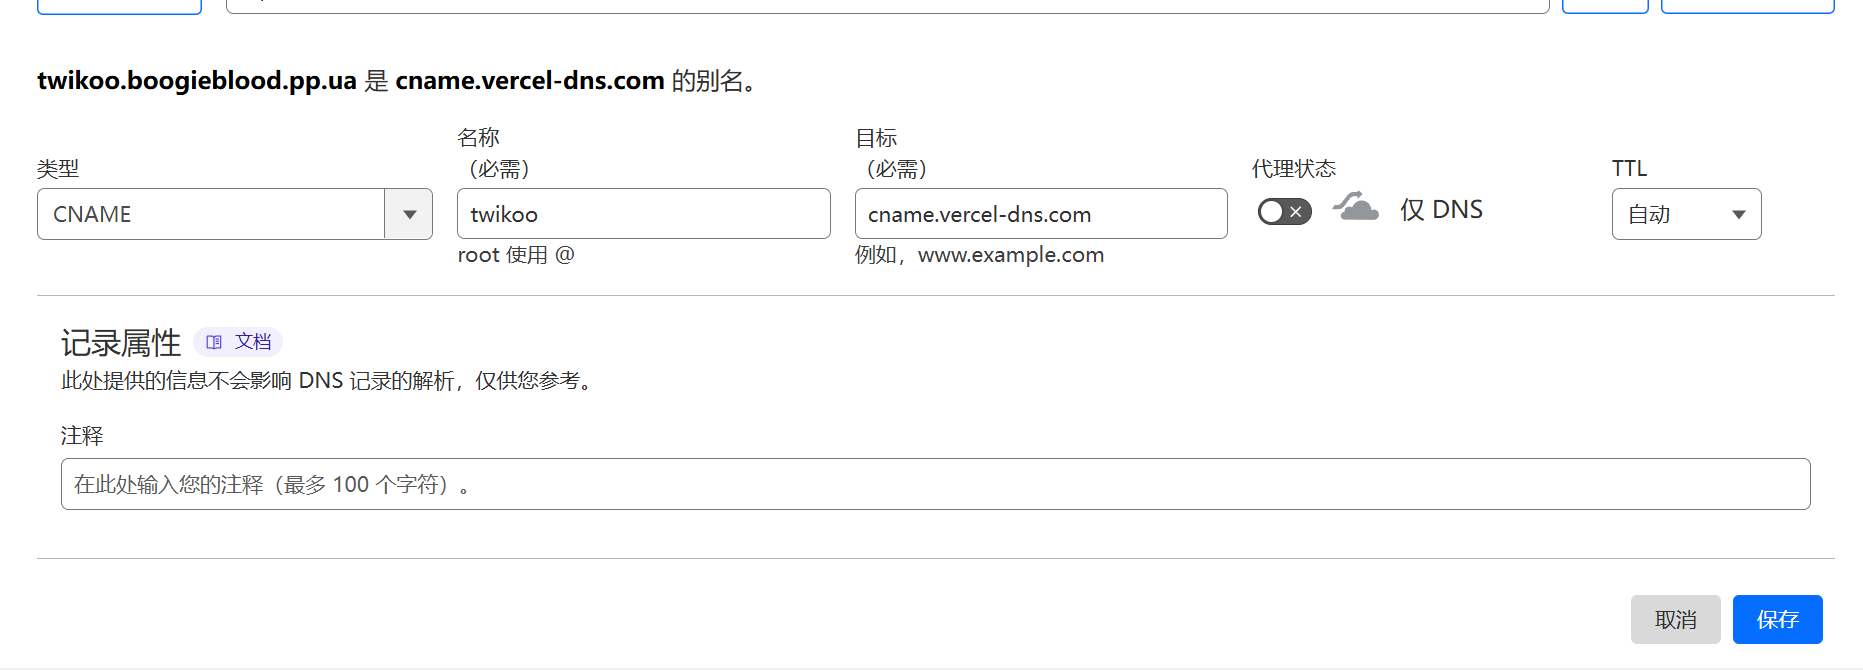 twikoo.boogieblood.pp.ua 是 cname.vercel-dns.com 的别名。
类型
名称
（必需）
目标
（必需）
代理状态
TTL
CNAME
twikoo
cname.vercel-dns.com
仅 DNS
自动
root 使用 @
例如，www.example.com
记录属性
文档
此处提供的信息不会影响 DNS 记录的解析，仅供您参考。
注释
在此处输入您的注释（最多 100 个字符）。
取消
保存